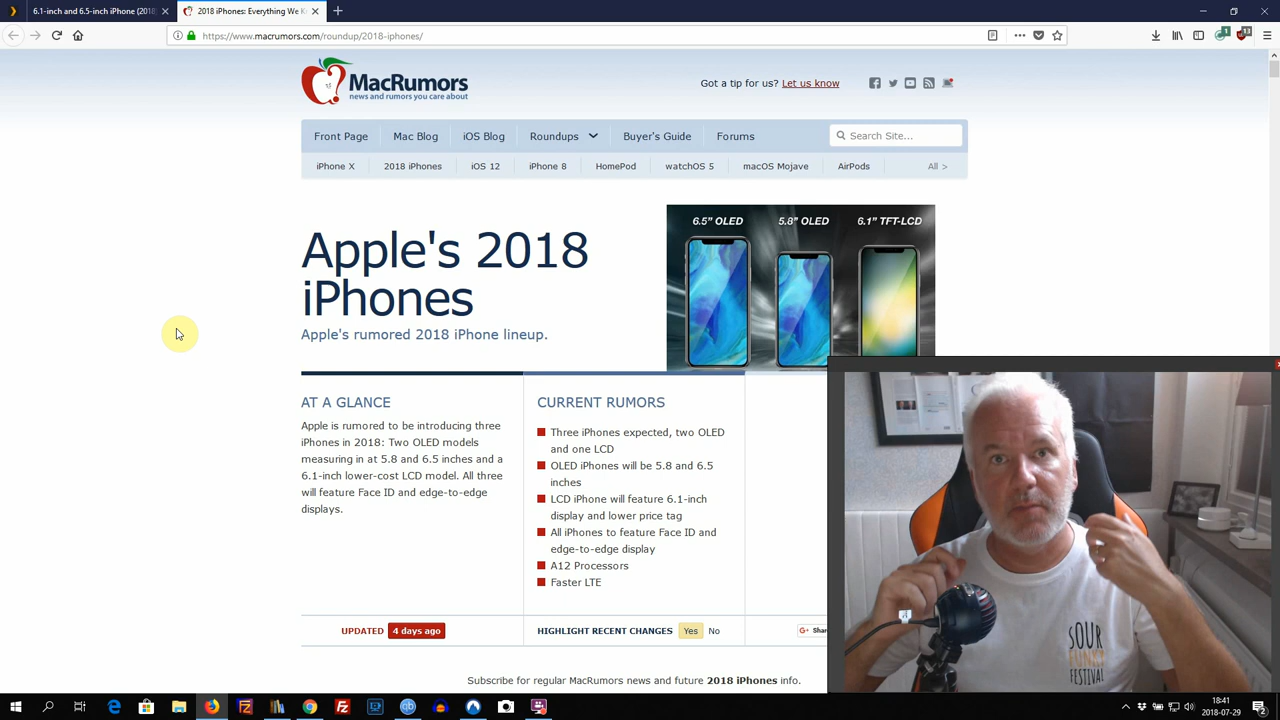 6.1-inch and 6.5-inch iPhone (2018
2018 iPhones: Everything We K
https://www.macrumors.com/roundup/2018-iphones/
1
13
MacRumors
news and rumors you care about
Got a tip for us? Let us know
Front Page
Mac Blog
iOS Blog
Roundups
Buyer's Guide
Forums
Search Site...
iPhone X
2018 iPhones
iOS 12
iPhone 8
HomePod
watchOS 5
macOS Mojave
AirPods
All >
Apple's 2018
iPhones
Apple's rumored 2018 iPhone lineup.
6.5” OLED
5.8” OLED
6.1” TFT-LCD
AT A GLANCE
Apple is rumored to be introducing three
iPhones in 2018: Two OLED models
measuring in at 5.8 and 6.5 inches and a
6.1-inch lower-cost LCD model. All three
will feature Face ID and edge-to-edge
displays.
CURRENT RUMORS
Three iPhones expected, two OLED
and one LCD
OLED iPhones will be 5.8 and 6.5
inches
LCD iPhone will feature 6.1-inch
display and lower price tag
All iPhones to feature Face ID and
edge-to-edge display
A12 Processors
Faster LTE
UPDATED 4 days ago
HIGHLIGHT RECENT CHANGES Yes No
G+ Shar
Subscribe for regular MacRumors news and future 2018 iPhones info.
SOUR
FUNCT
FESTIVAL
18:41
2018-07-29
2